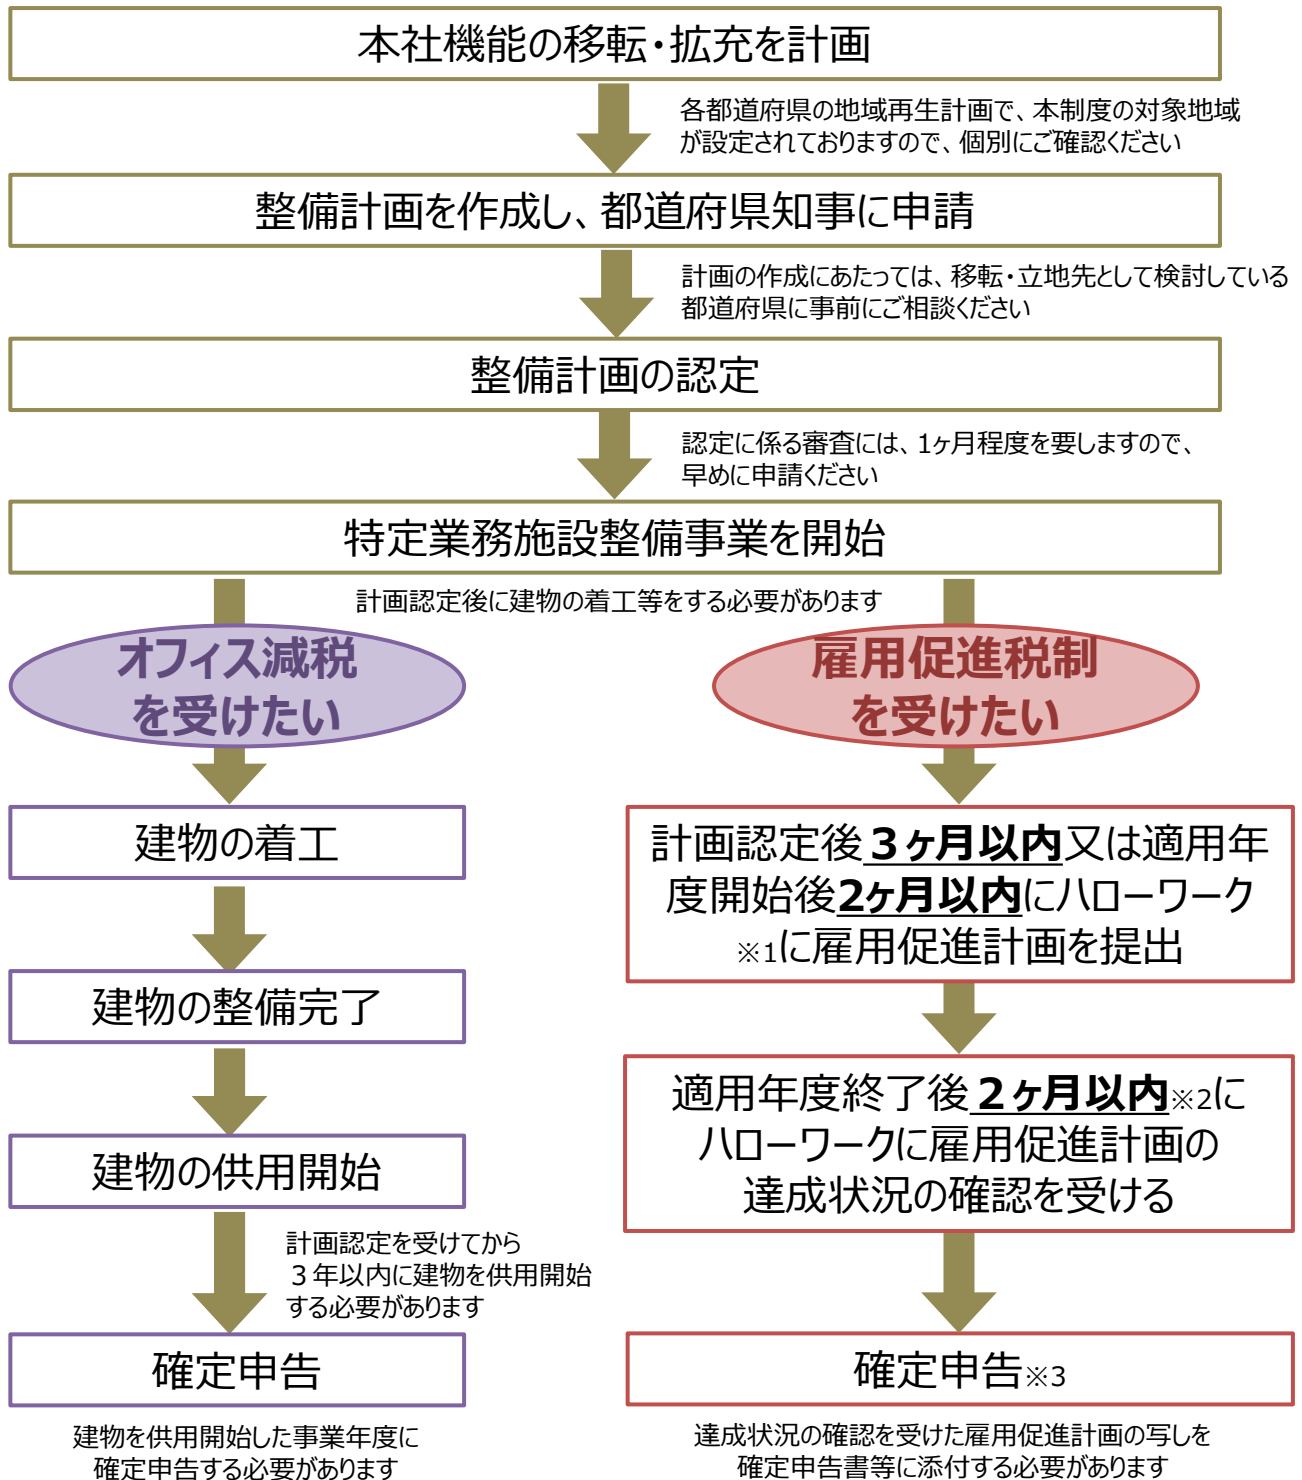 本社機能の移転・拡充を計画
各都道府県の地域再生計画で、本制度の対象地域
が設定されておりますので、個別にご確認ください
整備計画を作成し、都道府県知事に申請
計画の作成にあたっては、移転・立地先として検討している
都道府県に事前にご相談ください
整備計画の認定
認定に係る審査には、1ヶ月程度を要しますので、
早めに申請ください
特定業務施設整備事業を開始
計画認定後に建物の着工等をする必要があります
オフィス減税
を受けたい
建物の着工
建物の整備完了
建物の供用開始
計画認定を受けてから
３年以内に建物を供用開始
する必要があります
確定申告
建物を供用開始した事業年度に
確定申告する必要があります
雇用促進税制
を受けたい
計画認定後３ヶ月以内又は適用年
度開始後2ヶ月以内にハローワーク
※1に雇用促進計画を提出
適用年度終了後２ヶ月以内※2に
ハローワークに雇用促進計画の
達成状況の確認を受ける
確定申告※3
達成状況の確認を受けた雇用促進計画の写しを
確定申告書等に添付する必要があります